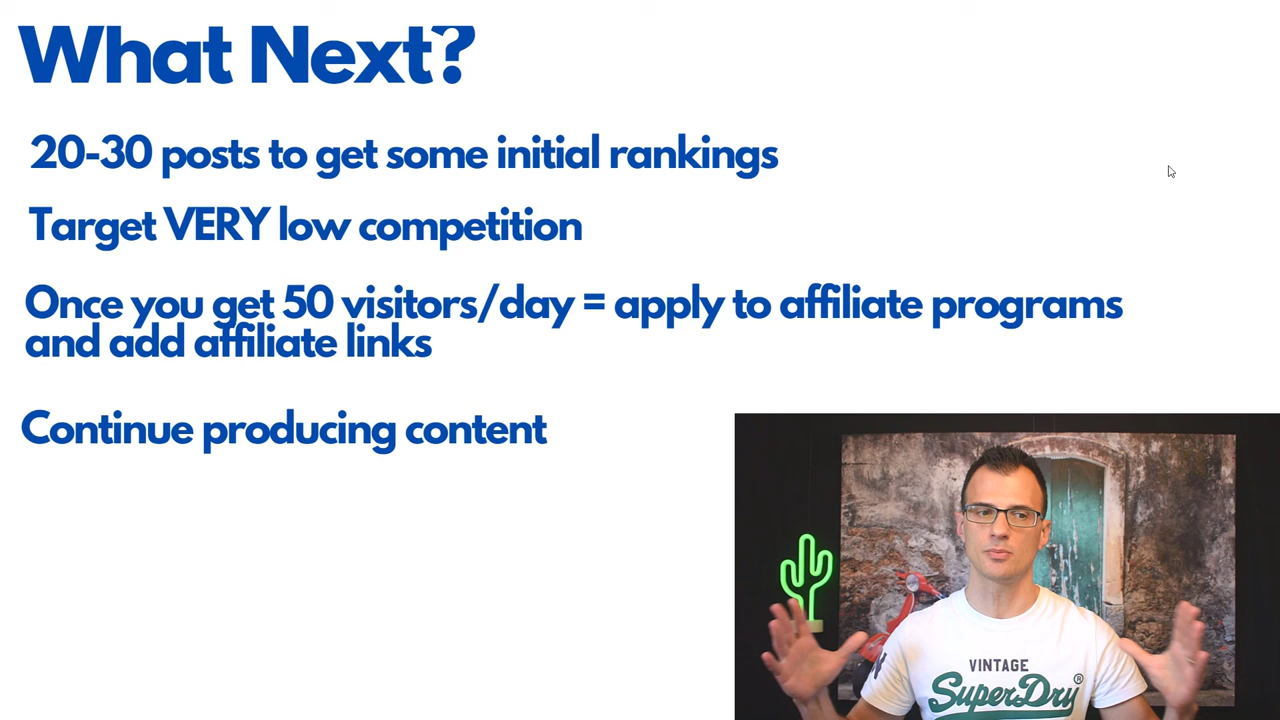 What Next?
20-30 posts to get some initial rankings
Target VERY low competition
Once you get 50 visitors/day = apply to affiliate programs
and add affiliate links
Continue producing content
VINTAGE
SuperDry®